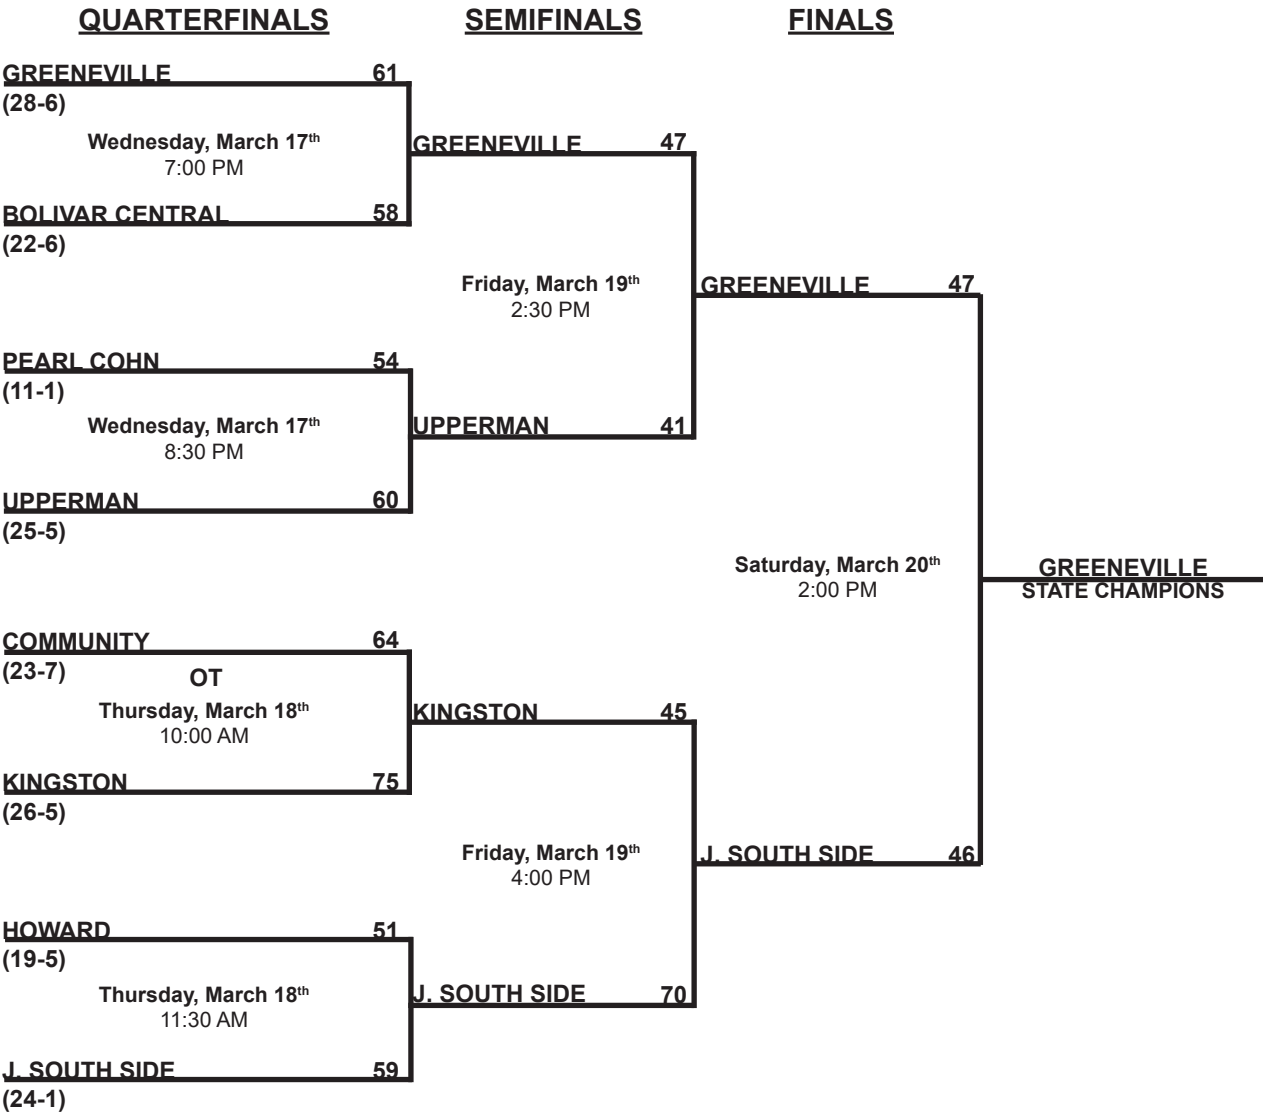 QUARTERFINALS SEMIFINALS FINALS
GREENEVILLE 61
(28-6)
Wednesday, March 17th
7:00 PM
BOLIVAR CENTRAL 58
(22-6)
GREENEVILLE 47
Friday, March 19th
2:30 PM
PEARL COHN 54
(11-1)
Wednesday, March 17th
8:30 PM
UPPERMAN 60
(25-5)
UPPERMAN 41
GREENEVILLE 47
Saturday, March 20th
2:00 PM
GREENEVILLE
STATE CHAMPIONS
COMMUNITY 64
(23-7)
OT
Thursday, March 18th
10:00 AM
KINGSTON 75
(26-5)
KINGSTON 45
Friday, March 19th
4:00 PM
J. SOUTH SIDE 46
HOWARD 51
(19-5)
Thursday, March 18th
11:30 AM
J. SOUTH SIDE 59
(24-1)
J. SOUTH SIDE 70